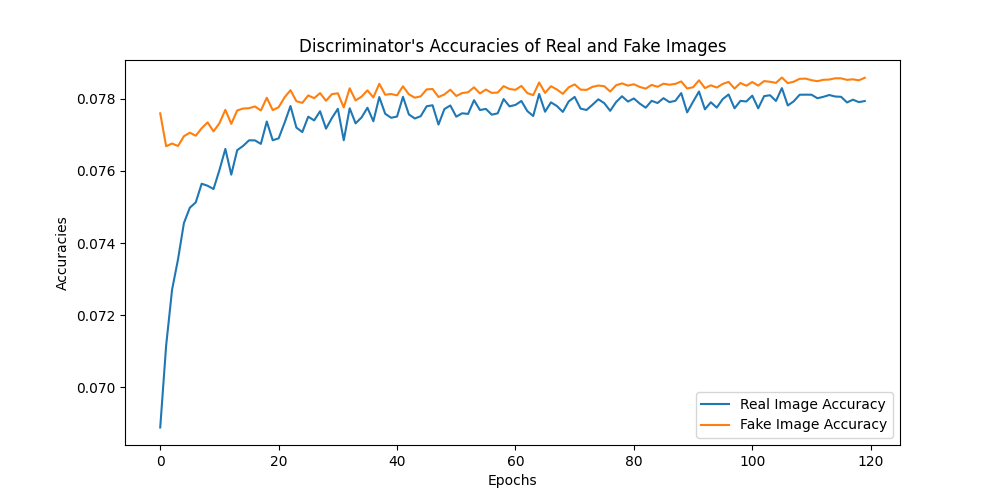 Discriminator's Accuracies of Real and Fake Images
Accuracies
0.078
0.076
0.074
0.072
0.070
0 20 40 60 80 100 120
Epochs
Real Image Accuracy
Fake Image Accuracy